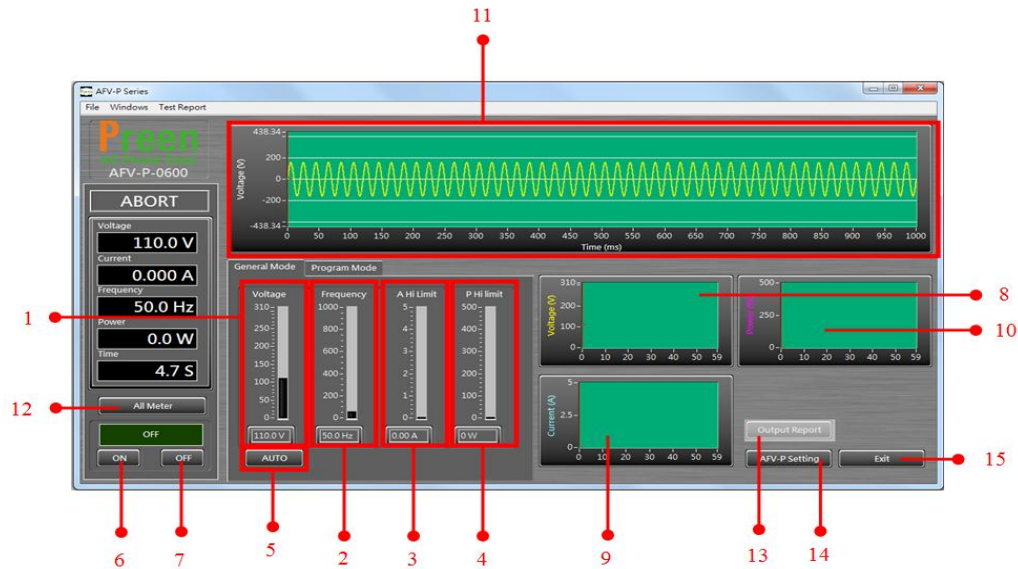 11
AFV-P Series
File Windows Test Report
Preen
AFV-P-0600
ABORT
Voltage
110.0 V
Current
0.000 A
Frequency
50.0 Hz
Power
0.0 W
Time
4.7 S
All Meter
OFF
ON OFF
438.34
200
0
-200
-438.34
Voltage (V)
0 50 100 150 200 250 300 350 400 450 500 550 600 650 700 750 800 850 900 950 1000
Time (ms)
General Mode Program Mode
Voltage
310
250
200
150
100
50
0
110.0 V
AUTO
Frequency
1000
800
600
400
200
0
50.0 Hz
A Hi Limit
5
4
3
2
1
0
0.00 A
P Hi limit
500
400
300
200
100
0
0 W
Voltage (V)
310
200
100
0
0 10 20 30 40 50 59
500
250
0
0 10 20 30 40 50 59
Current (A)
5
2.5
0
0 10 20 30 40 50 59
Output Report
AFV-P Setting Exit
1
12
8
10
15
6
7
5
2
3
4
9
13
14